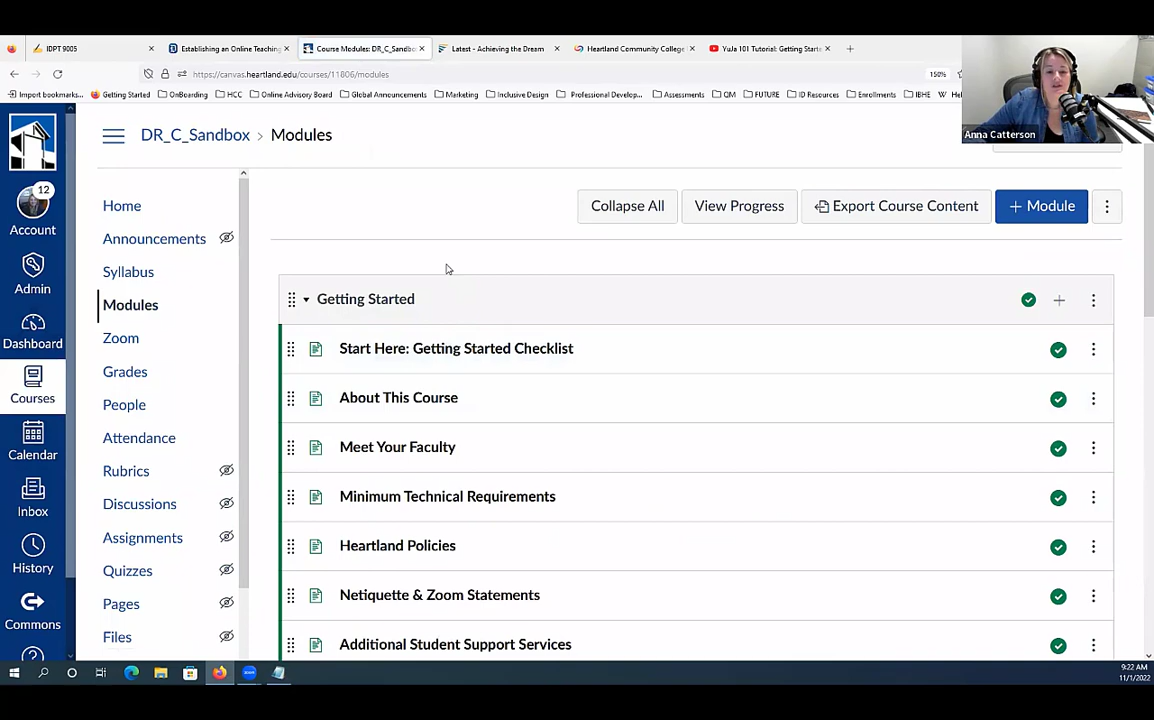 IDPT 9005
Establishing an Online Teaching
Course Modules: DR_C_Sandbo
Latest - Achieving the Dream
Heartland Community College
YuJa 101 Tutorial: Getting Starte
https://canvas.heartland.edu/courses/11806/modules
150%
Import bookmarks...
Getting Started
OnBoarding
HCC
Online Advisory Board
Global Announcements
Marketing
Inclusive Design
Professional Develop...
Assessments
QM
FUTURE
ID Resources
Enrollments
IBHE
Anna Catterson
DR_C_Sandbox > Modules
12
Account
Admin
Dashboard
Courses
Calendar
Inbox
History
Commons
Home
Announcements
Syllabus
Modules
Zoom
Grades
People
Attendance
Rubrics
Discussions
Assignments
Quizzes
Pages
Files
Collapse All
View Progress
Export Course Content
+ Module
Getting Started
Start Here: Getting Started Checklist
About This Course
Meet Your Faculty
Minimum Technical Requirements
Heartland Policies
Netiquette & Zoom Statements
Additional Student Support Services
9:22 AM
11/1/2022